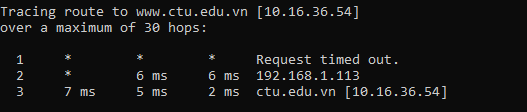 Tracing route to www.ctu.edu.vn [10.16.36.54]
over a maximum of 30 hops:
1 * * * Request timed out.
2 * 6 ms 6 ms 192.168.1.113
3 7 ms 5 ms 2 ms ctu.edu.vn [10.16.36.54]